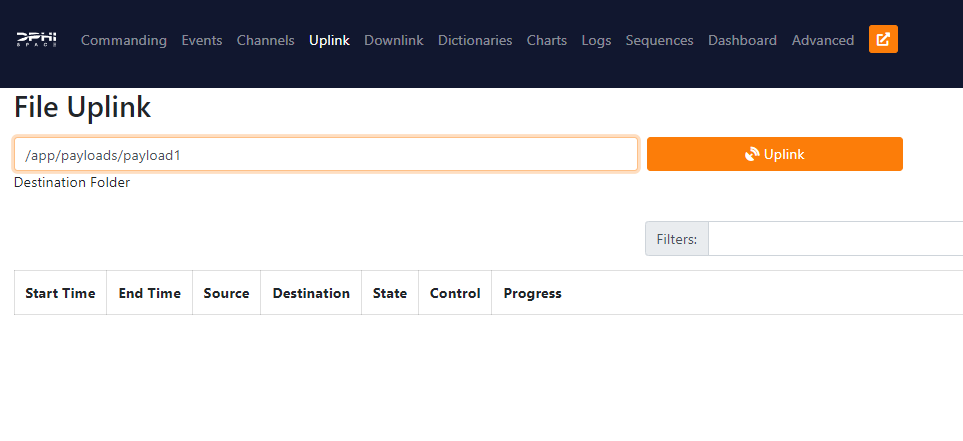 DPHI
SPACE
Commanding Events Channels Uplink Downlink Dictionaries Charts Logs Sequences Dashboard Advanced
File Uplink
/app/payloads/payload1 Uplink
Destination Folder
Filters:
Start Time End Time Source Destination State Control Progress